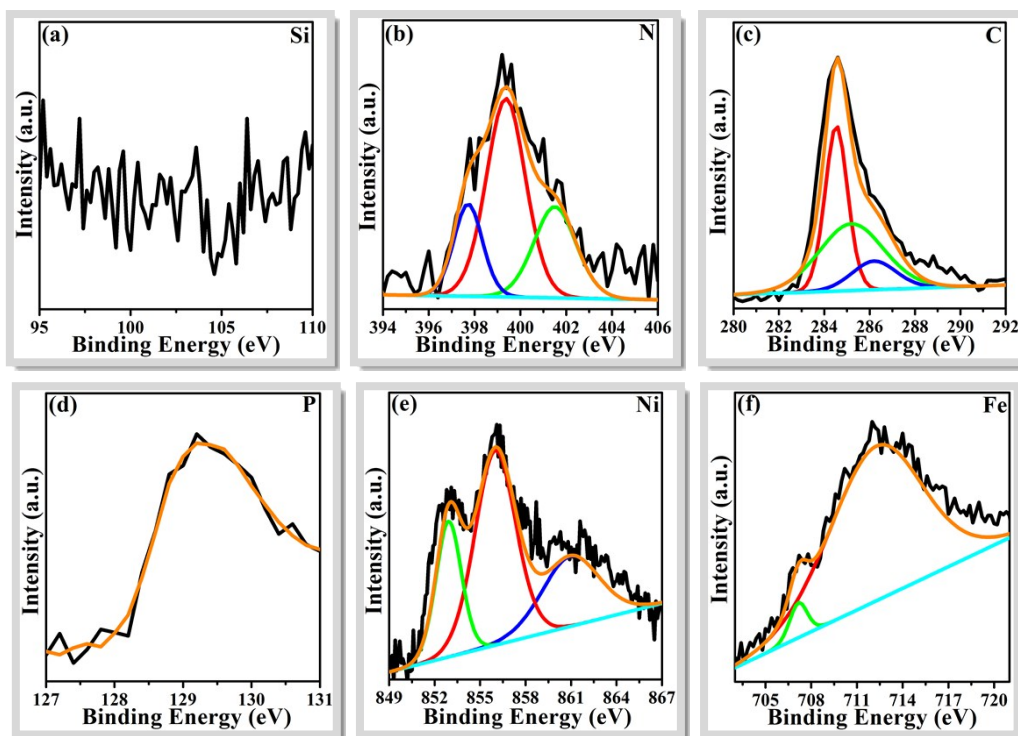 (a) Si
Intensity (a.u.)
95 100 105 110
Binding Energy (eV)
(b) N
Intensity (a.u.)
394 396 398 400 402 404 406
Binding Energy (eV)
(c) C
Intensity (a.u.)
280 282 284 286 288 290 292
Binding Energy (eV)
(d) P
Intensity (a.u.)
127 128 129 130 131
Binding Energy (eV)
(e) Ni
Intensity (a.u.)
849 852 855 858 861 864 867
Binding Energy (eV)
(f) Fe
Intensity (a.u.)
705 708 711 714 717 720
Binding Energy (eV)